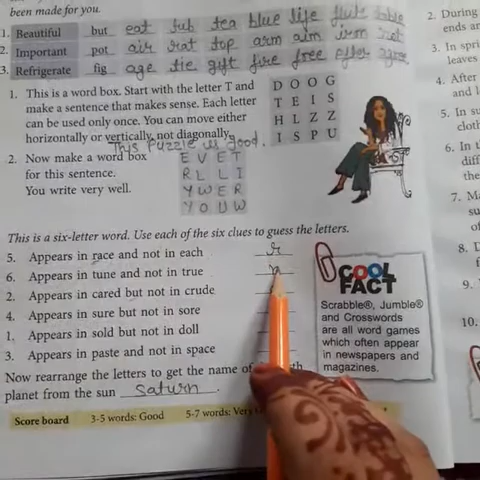 been made for you.
1. Beautiful but eat tub tea blue life flute table
2. Important pot air rat top arm aim iron not
3. Refrigerate fig age tie gift fire free after agree
1. This is a word box. Start with the letter T and
make a sentence that makes sense. Each letter
can be used only once. You can move either
horizontally or vertically, not diagonally.
This Puzzle is good.
D O O G
T E I S
H L Z Z
I S P U
2. Now make a word box
for this sentence.
You write very well.
E V E T
R L L I
Y W E R
Y O U W
This is a six-letter word. Use each of the six clues to guess the letters.
5. Appears in race and not in each r
6. Appears in tune and not in true n
2. Appears in cared but not in crude
4. Appears in sure but not in sore
1. Appears in sold but not in doll
3. Appears in paste and not in space
Now rearrange the letters to get the name of
planet from the sun saturn
Score board 3-5 words: Good 5-7 words:
COOL
FACT
Scrabble®, Jumble®
and Crosswords
are all word games
which often appear
in newspapers and
magazines.
2. During
ends
3. In spri
leaves
4. After
and
5. In su
cloth
6. In
diff
the
7.
su
of
8.
9.
10.